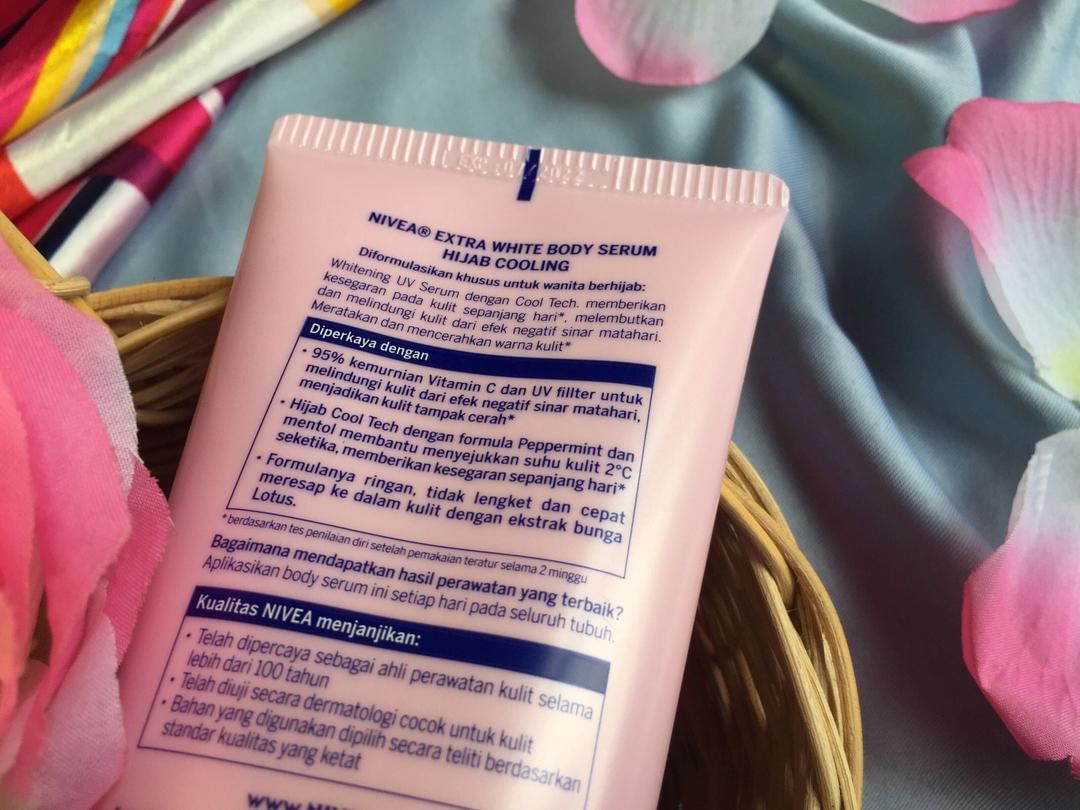 NIVEA® EXTRA WHITE BODY SERUM
HIJAB COOLING
Diformulasikan khusus untuk wanita berhijab:
Whitening UV Serum dengan Cool Tech. memberikan
kesegaran pada kulit sepanjang hari*, melembutkan
dan melindungi kulit dari efek negatif sinar matahari.
Meratakan dan mencerahkan warna kulit*
Diperkaya dengan
• 95% kemurnian Vitamin C dan UV fillter untuk
melindungi kulit dari efek negatif sinar matahari,
menjadikan kulit tampak cerah*
• Hijab Cool Tech dengan formula Peppermint dan
mentol membantu menyejukkan suhu kulit 2°C
seketika, memberikan kesegaran sepanjang hari*
• Formulanya ringan, tidak lengket dan cepat
meresap ke dalam kulit dengan ekstrak bunga
Lotus.
* berdasarkan tes penilaian diri setelah pemakaian teratur selama 2 minggu
Bagaimana mendapatkan hasil perawatan yang terbaik?
Aplikasikan body serum ini setiap hari pada seluruh tubuh.
Kualitas NIVEA menjanjikan:
• Telah dipercaya sebagai ahli perawatan kulit selama
lebih dari 100 tahun
• Telah diuji secara dermatologi cocok untuk kulit
• Bahan yang digunakan dipilih secara teliti berdasarkan
standar kualitas yang ketat